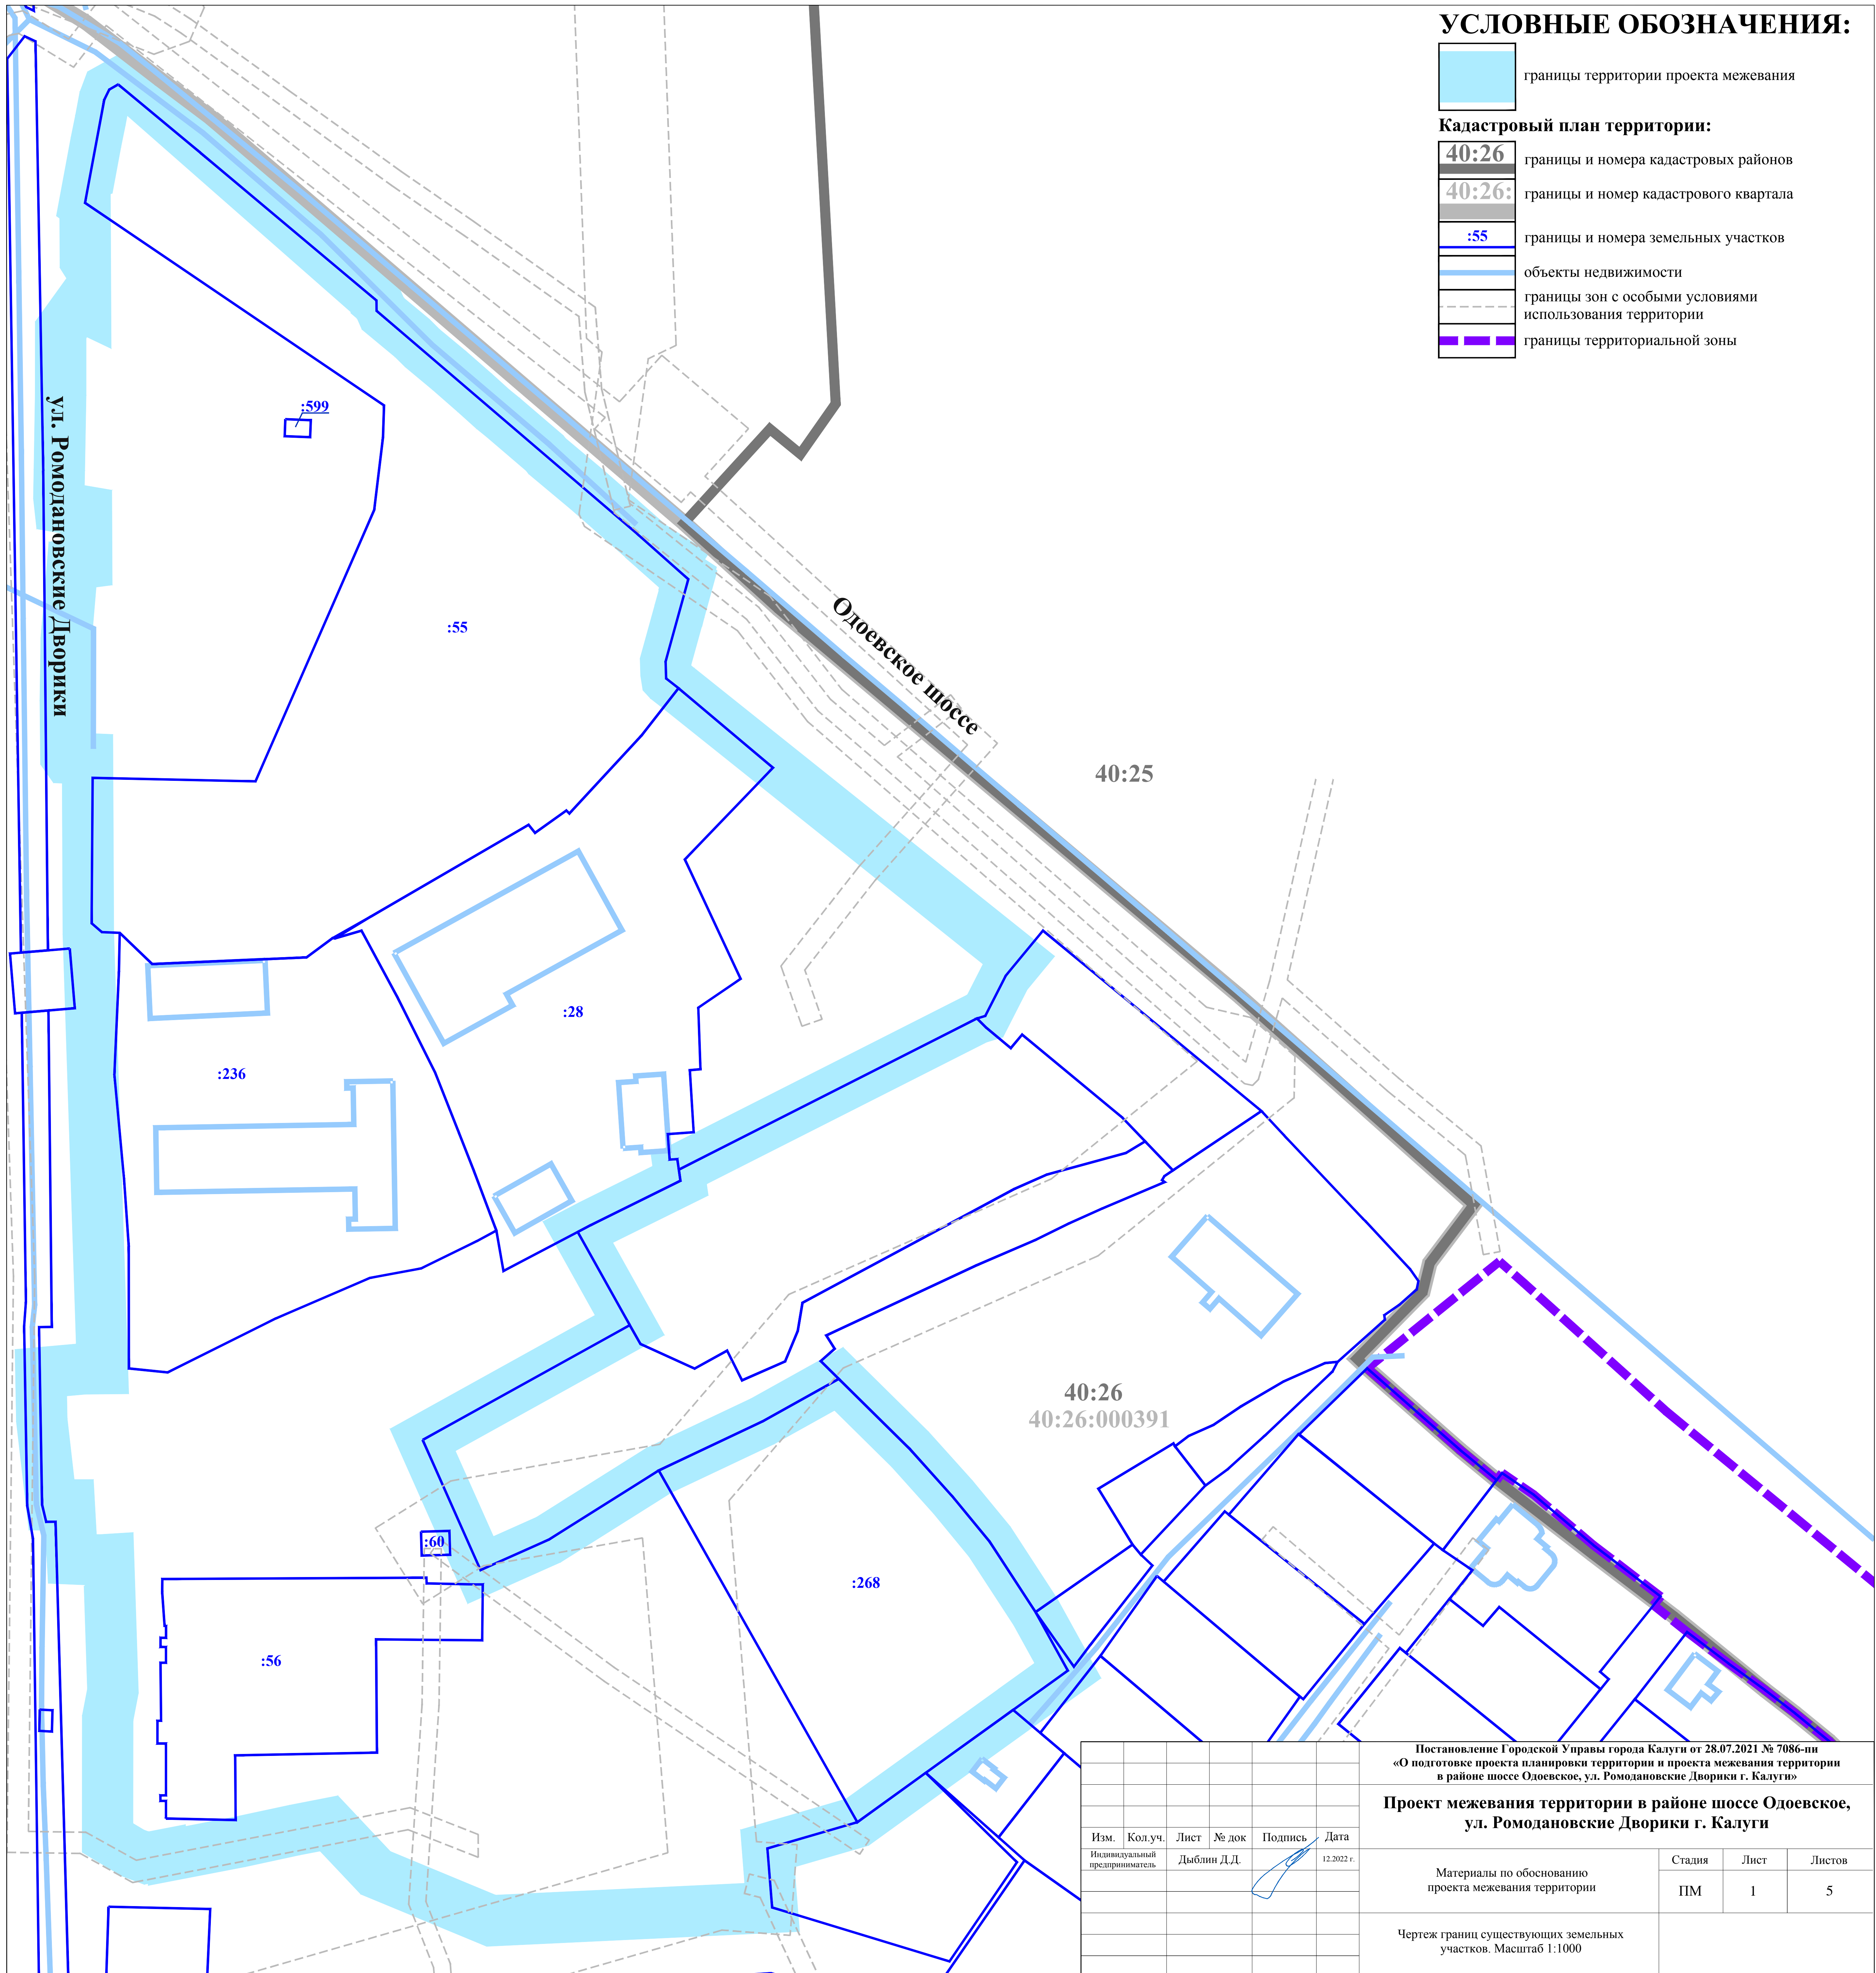 УСЛОВНЫЕ ОБОЗНАЧЕНИЯ:
границы территории проекта межевания
Кадастровый план территории:
40:26
границы и номера кадастровых районов
40:26:
границы и номер кадастрового квартала
:55
границы и номера земельных участков
объекты недвижимости
границы зон с особыми условиями
использования территории
границы территориальной зоны
ул. Ромодановские Дворики
:599
:55
Одоевское шоссе
40:25
:28
:236
40:26
40:26:000391
:60
:268
:56
Постановление Городской Управы города Калуги от 28.07.2021 № 7086-пи
«О подготовке проекта планировки территории и проекта межевания территории
в районе шоссе Одоевское, ул. Ромодановские Дворики г. Калуги»
Проект межевания территории в районе шоссе Одоевское,
ул. Ромодановские Дворики г. Калуги
Изм. Кол.уч. Лист № док Подпись Дата
Индивидуальный
предприниматель
Дыблин Д.Д.
12.2022 г.
Материалы по обоснованию
проекта межевания территории
Стадия Лист Листов
ПМ 1 5
Чертеж границ существующих земельных
участков. Масштаб 1:1000